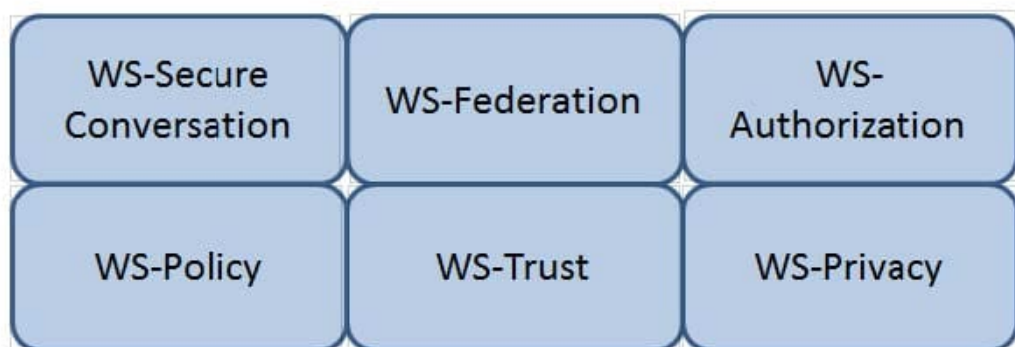 WS-Secure
Conversation
WS-Federation
WS-
Authorization
WS-Policy
WS-Trust
WS-Privacy